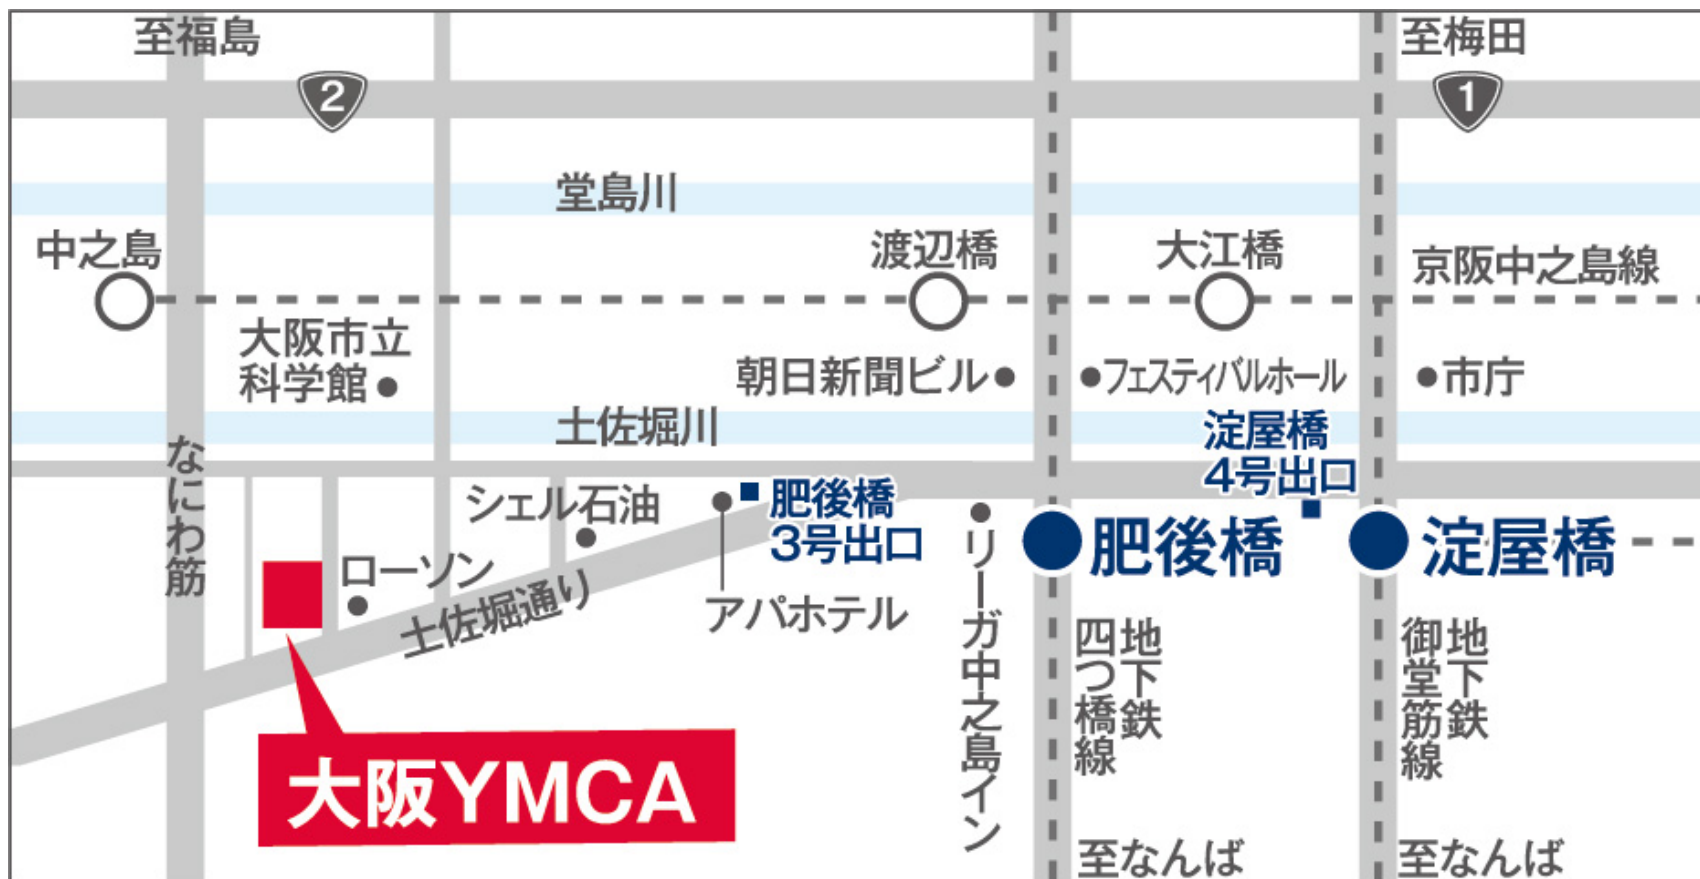 至福島
至梅田
2
1
堂島川
中之島
渡辺橋
大江橋
京阪中之島線
大阪市立
科学館
朝日新聞ビル
フェスティバルホール
市庁
土佐堀川
淀屋橋
4号出口
なにわ筋
シェル石油
肥後橋
3号出口
ローソン
土佐堀通り
アパホテル
リーガ中之島イン
肥後橋
淀屋橋
地下鉄
四つ橋線
地下鉄
御堂筋線
大阪YMCA
至なんば
至なんば